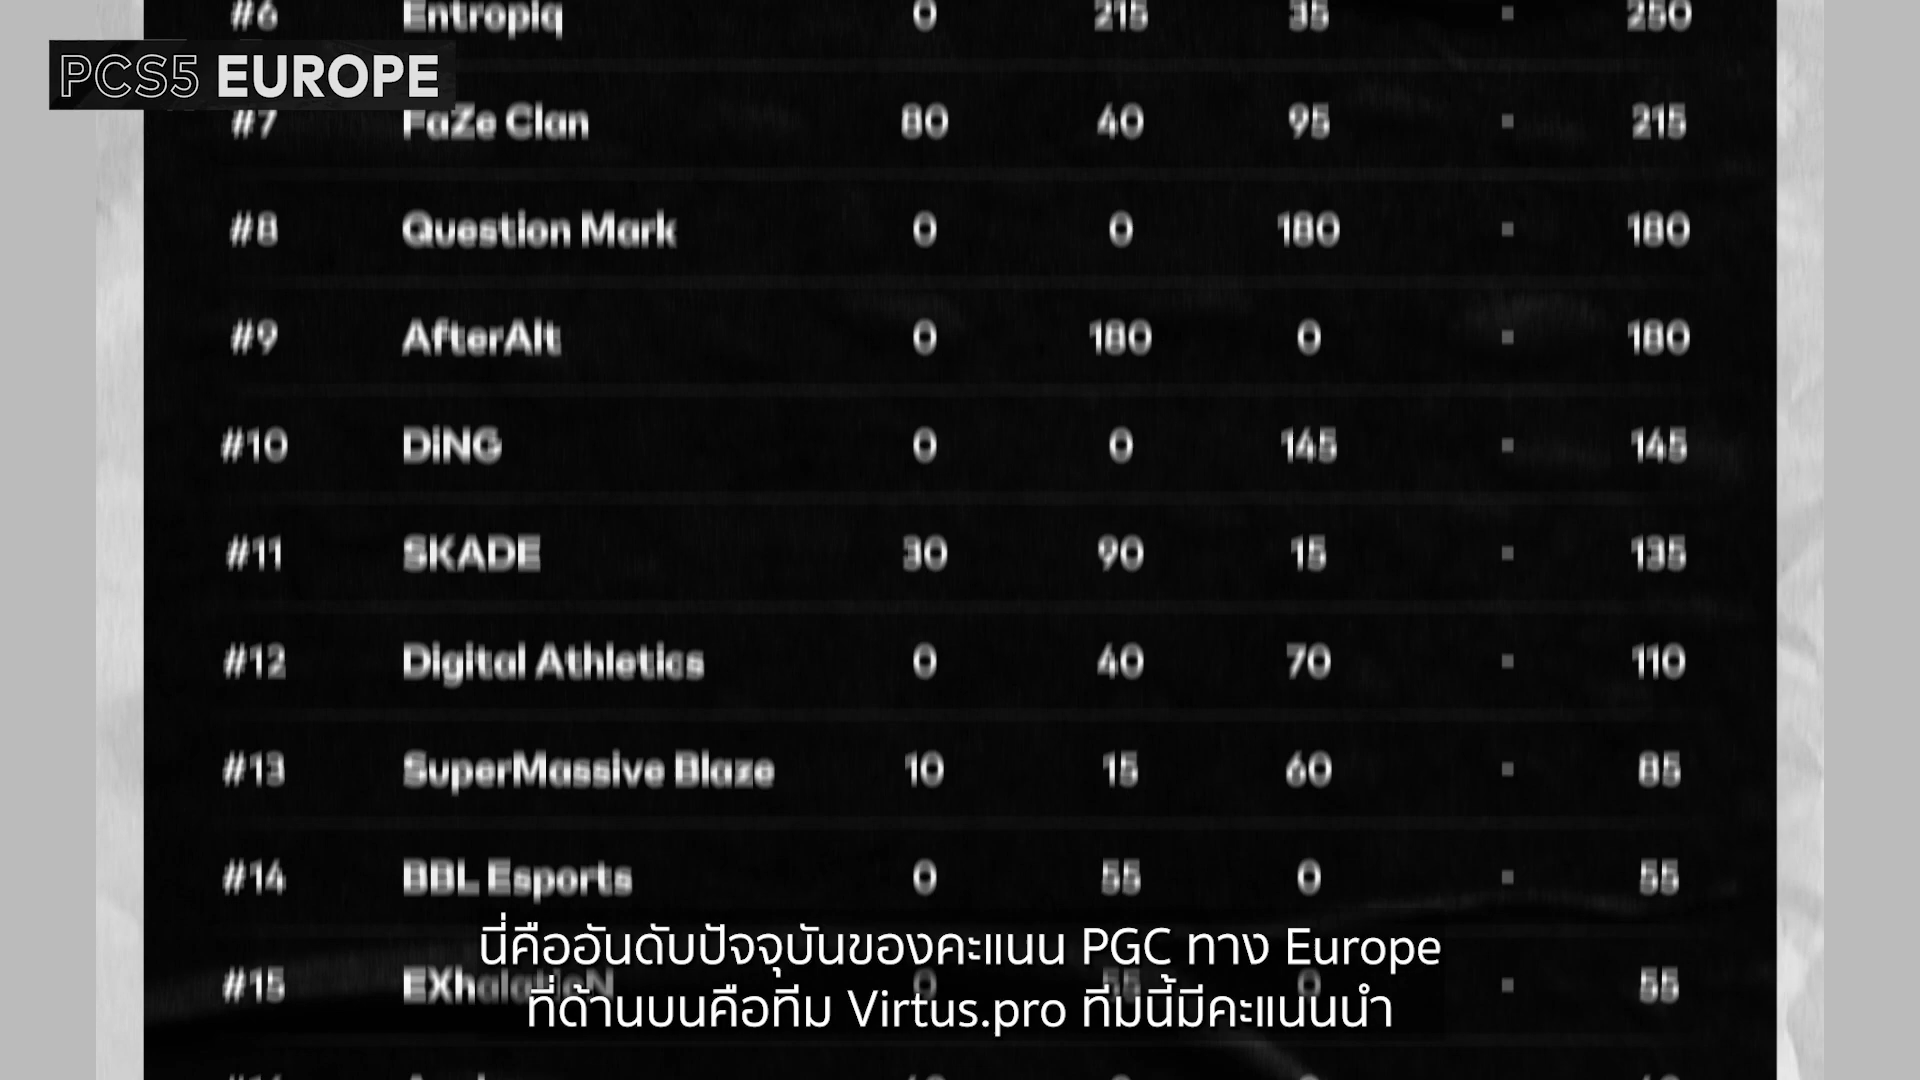 #6 Entropiq 0 215 35 - 250
PCS5 EUROPE
#7 FaZe Clan 80 40 95 - 215
#8 Question Mark 0 0 180 - 180
#9 AfterAlt 0 180 0 - 180
#10 DiNG 0 0 145 - 145
#11 SKADE 30 90 15 - 135
#12 Digital Athletics 0 40 70 - 110
#13 SuperMassive Blaze 10 15 60 - 85
#14 BBL Esports 0 55 0 - 55
นี่คืออันดับปัจจุบันของคะแนน PGC ทาง Europe
#15 EXhalatioN 0 55 0 - 55
ที่ด้านบนคือทีม Virtus.pro ทีมนี้มีคะแนนนำ